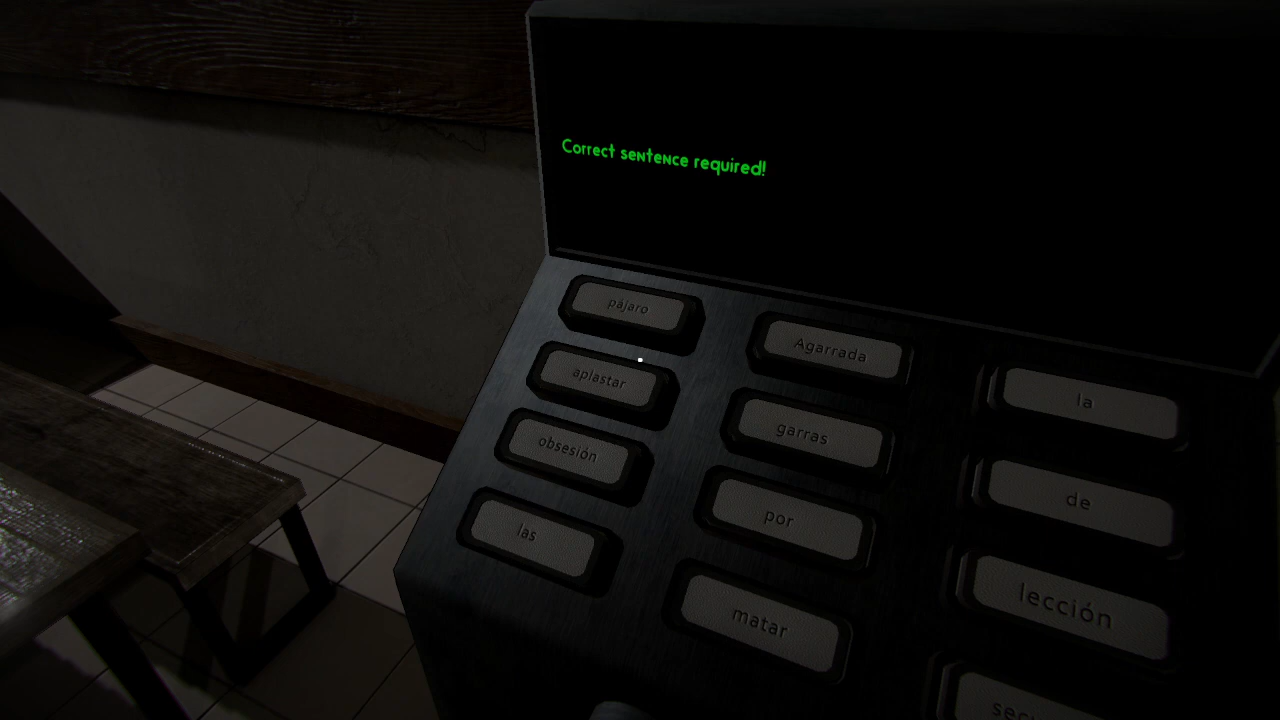 Correct sentence required!
pájaro
Agarrada
la
aplastar
garras
de
obsesión
por
lección
las
matar